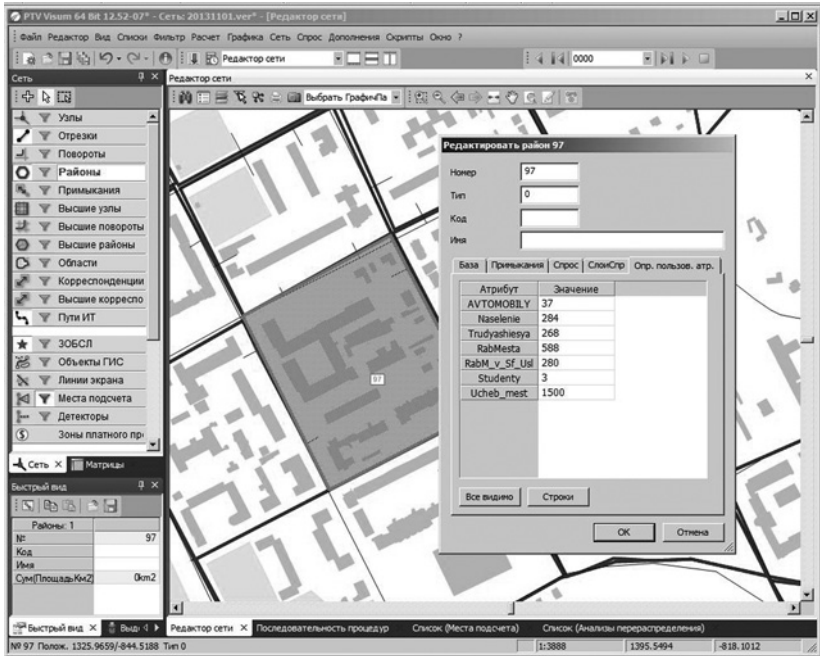 PTV Visum 64 Bit 12.52-07* - Сеть: 20131101.ver* - [Редактор сети]
Файл Редактор Вид Списки Фильтр Расчет Графика Сеть Спрос Дополнения Скрипты Окно ?
Редактор сети
0000
Сеть
Узлы
Отрезки
Повороты
Районы
Примыкания
Высшие узлы
Высшие повороты
Высшие районы
Области
Корреспонденции
Высшие корреспо
Пути ИТ
ЗОБСЛ
Объекты ГИС
Линии экрана
Места подсчета
Детекторы
Зоны платного пр
Сеть
Матрицы
Быстрый вид
Районы: 1
№ 97
Код
Имя
Сум(ПлощадьКм2) 0km2
Быстрый вид
Выд
Редактор сети
Выбрать ГрафичПа
97
Редактировать район 97
Номер 97
Тип 0
Код
Имя
База Примыкания Спрос СлоиСпр Опр. пользов. атр.
Атрибут Значение
AVTOMOBILY 37
Naselenie 284
Trudyashiesya 268
RabMesta 588
RabM_v_Sf_Usl 280
Studenty 3
Ucheb_mest 1500
Все видимо Строки
OK Отмена
Редактор сети Последовательность процедур Список (Места подсчета) Список (Анализы перераспределения)
№ 97 Полож. 1325.9659/-844.5188 Тип 0
1:3888 1395.5494 -818.1012